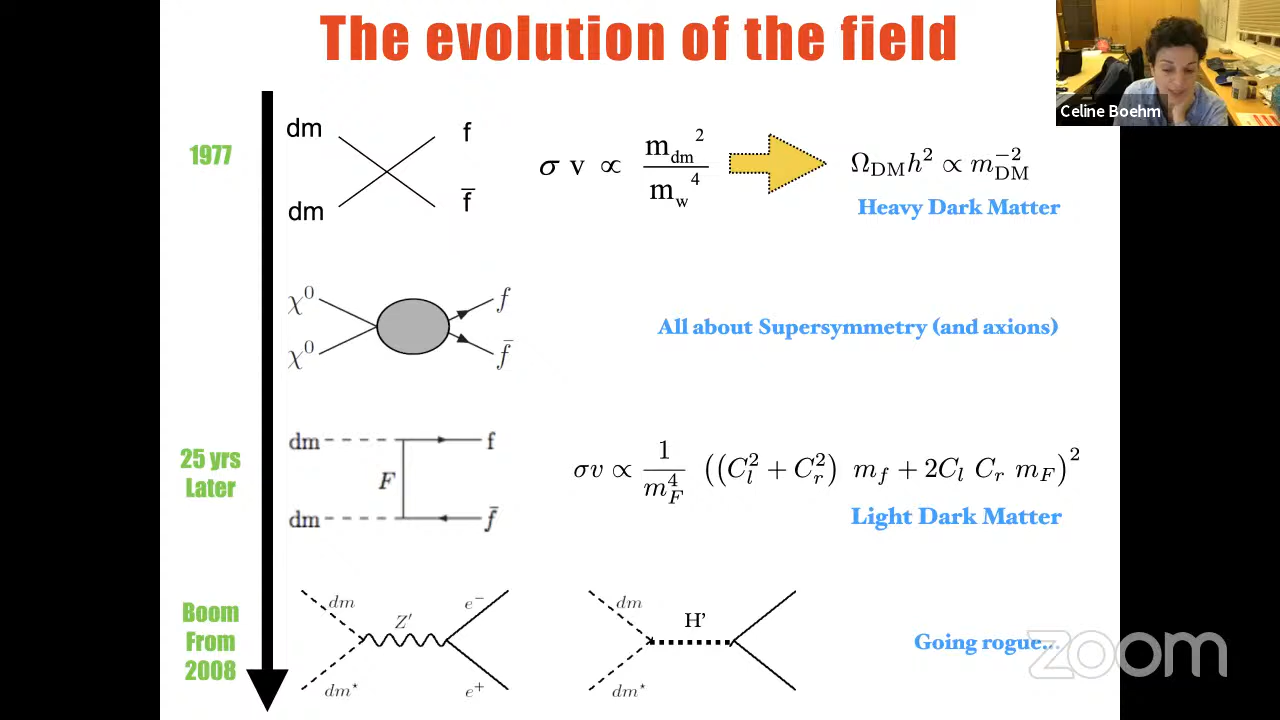 The evolution of the field
Celine Boehm
1977
dm
dm
f
f̅
σ v ∝ m_dm^2 / m_w^4
Ω_DM h^2 ∝ m_DM^-2
Heavy Dark Matter
χ^0
χ^0
f
f̄
All about Supersymmetry (and axions)
25 yrs
Later
dm
dm
F
f
f̄
σv ∝ 1/m_F^4 ((C_l^2 + C_r^2) m_f + 2C_l C_r m_F)^2
Light Dark Matter
Boom
From
2008
dm
dm*
Z'
e^-
e^+
dm
dm*
H'
Going rogue...
zoom